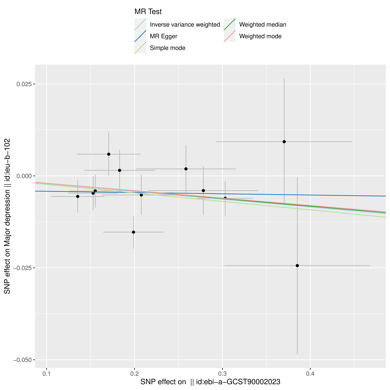 MR Test
Inverse variance weighted
Weighted median
MR Egger
Weighted mode
Simple mode
SNP effect on Major depression || id:ieu-b-102
0.025
0.000
-0.025
-0.050
0.1 0.2 0.3 0.4
SNP effect on || id:ebi-a-GCST90002023